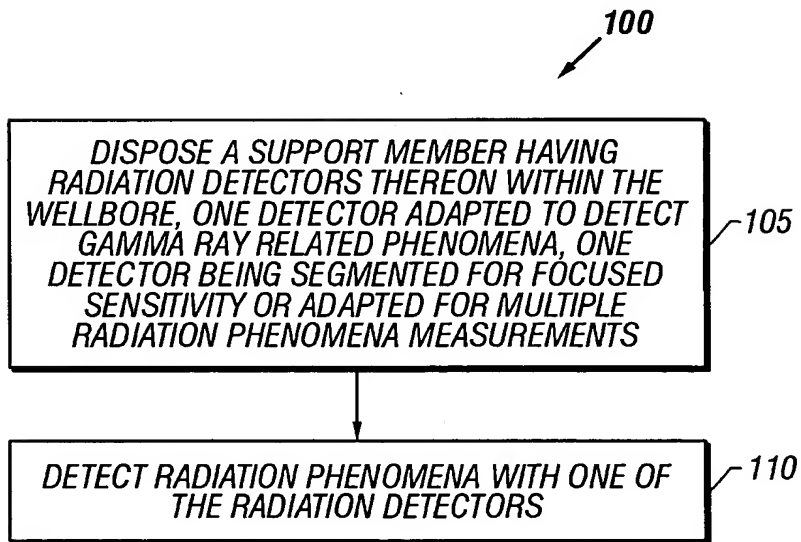 100
DISPOSE A SUPPORT MEMBER HAVING
RADIATION DETECTORS THEREON WITHIN THE
WELLBORE, ONE DETECTOR ADAPTED TO DETECT
GAMMA RAY RELATED PHENOMENA, ONE
DETECTOR BEING SEGMENTED FOR FOCUSED
SENSITIVITY OR ADAPTED FOR MULTIPLE
RADIATION PHENOMENA MEASUREMENTS
105
DETECT RADIATION PHENOMENA WITH ONE OF
THE RADIATION DETECTORS
110